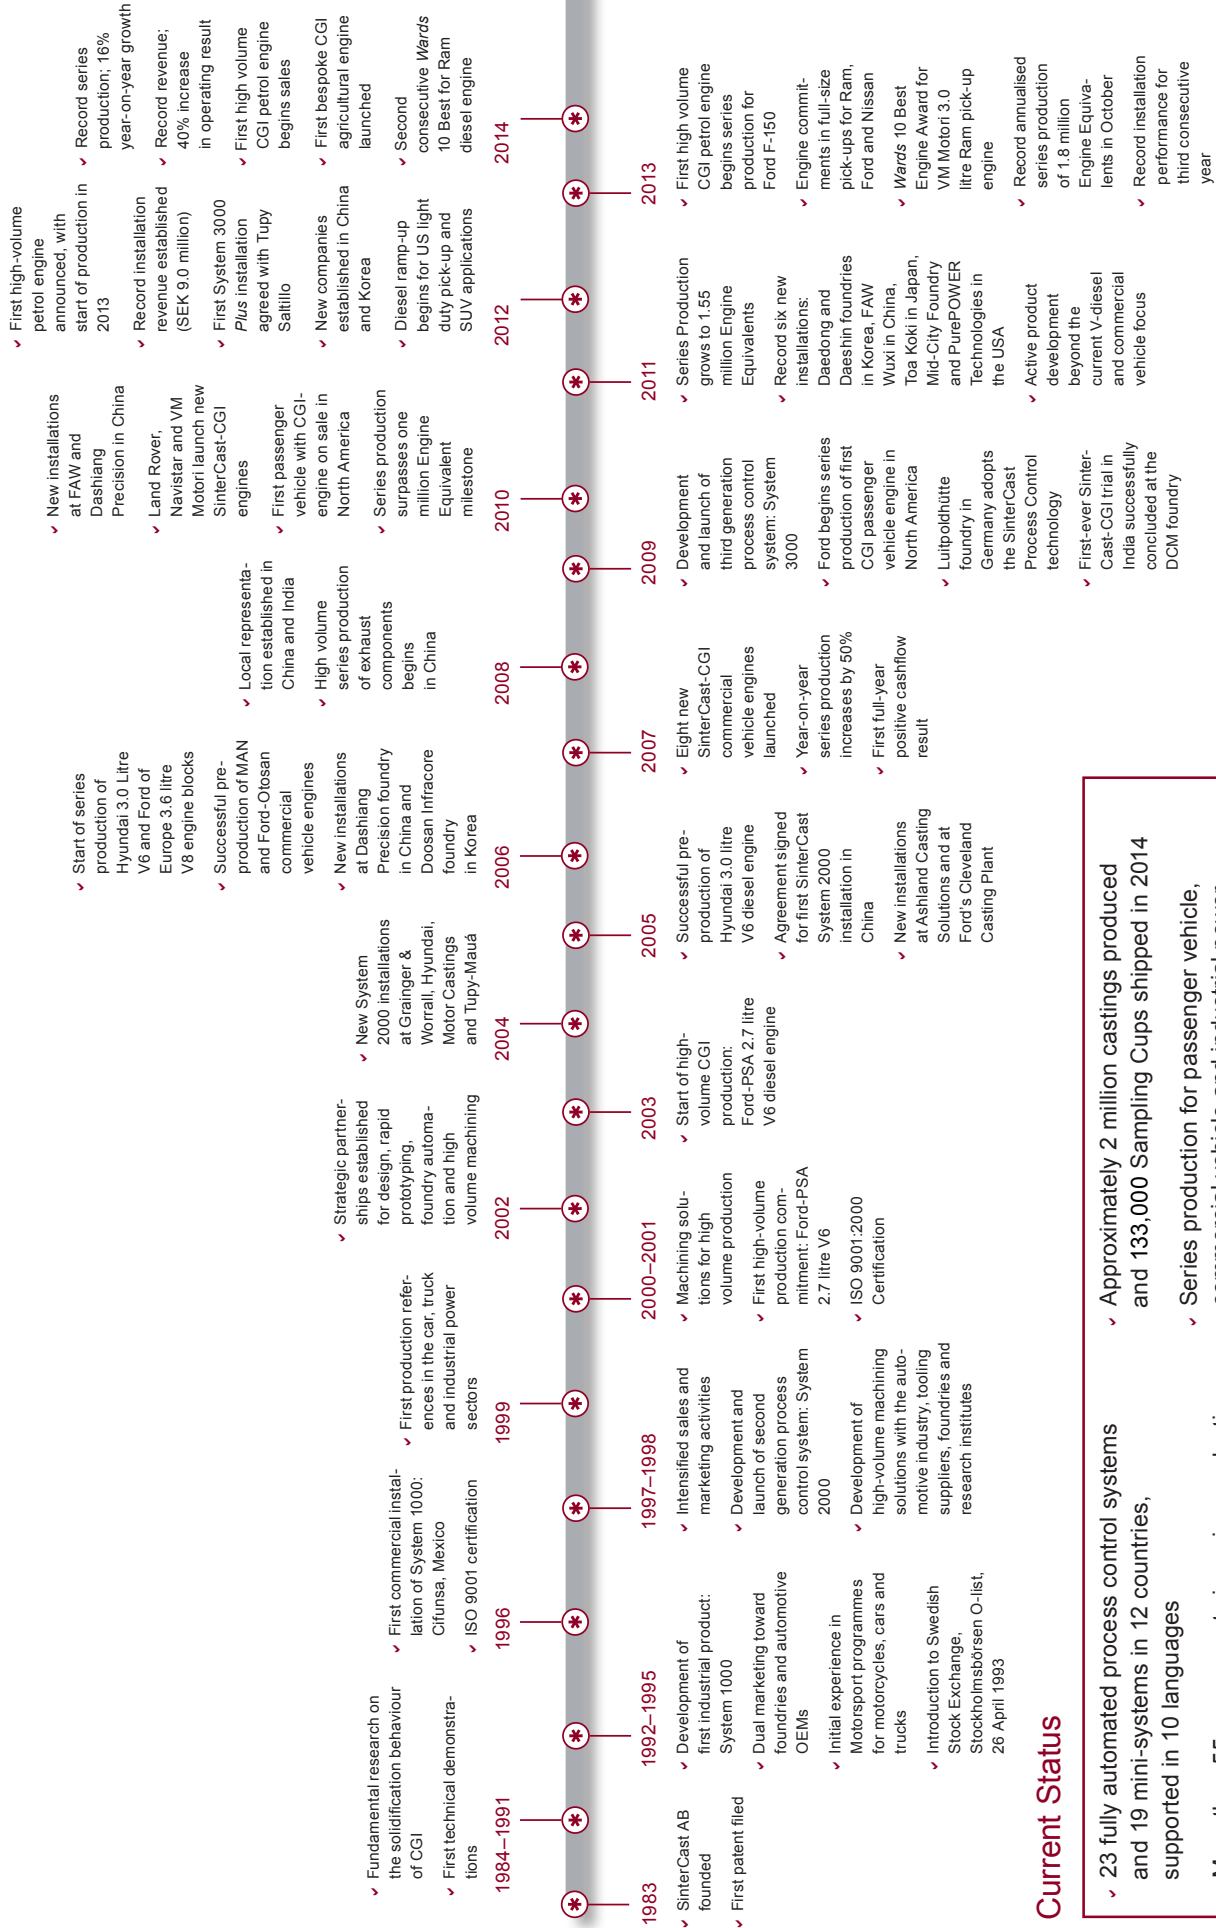 Fundamental research on
the solidification behaviour
of CGI
First technical demonstra-
tions
1984–1991
First commercial instal-
lation of System 1000:
Cifunsa, Mexico
ISO 9001 certification
1996
First production refer-
ences in the car, truck
and industrial power
sectors
1999
Strategic partner-
ships established
for design, rapid
prototyping,
foundry automa-
tion and high
volume machining
2002
New System
2000 installations
at Grainger &
Worrall, Hyundai,
Motor Castings
and Tupy-Mauá
2004
Start of series
production of
Hyundai 3.0 Litre
V6 and Ford of
Europe 3.6 litre
V8 engine blocks
Successful pre-
production of MAN
and Ford-Otosan
commercial
vehicle engines
New installations
at Dashiang
Precision foundry
in China and
Doosan Infracore
foundry
in Korea
2006
Local representa-
tion established in
China and India
High volume
series production
of exhaust
components
begins
in China
2008
New installations
at FAW and
Dashiang
Precision in China
Land Rover,
Navistar and VM
Motori launch new
SinterCast-CGI
engines
First passenger
vehicle with CGI-
engine on sale in
North America
Series production
surpasses one
million Engine
Equivalent
milestone
2010
First high-volume
petrol engine
announced, with
start of production in
2013
Record installation
revenue established
(SEK 9.0 million)
First System 3000
Plus installation
agreed with Tupy
Saltillo
New companies
established in China
and Korea
Diesel ramp-up
begins for US light
duty pick-up and
SUV applications
2012
Record series
production; 16%
year-on-year growth
Record revenue;
40% increase
in operating result
First high volume
CGI petrol engine
begins sales
First bespoke CGI
agricultural engine
launched
Second
consecutive Wards
10 Best for Ram
diesel engine
2014
1983
SinterCast AB
founded
First patent filed
1992–1995
Development of
first industrial product:
System 1000
Dual marketing toward
foundries and automotive
OEMs
Initial experience in
Motorsport programmes
for motorcycles, cars and
trucks
Introduction to Swedish
Stock Exchange,
Stockholmsbörsen O-list,
26 April 1993
1997–1998
Intensified sales and
marketing activities
Development and
launch of second
generation process
control system: System
2000
Development of
high-volume machining
solutions with the auto-
motive industry, tooling
suppliers, foundries and
research institutes
2000–2001
Machining solu-
tions for high
volume production
First high-volume
production com-
mitment: Ford-PSA
2.7 litre V6
ISO 9001:2000
Certification
2003
Start of high-
volume CGI
production:
Ford-PSA 2.7 litre
V6 diesel engine
2005
Successful pre-
production of
Hyundai 3.0 litre
V6 diesel engine
Agreement signed
for first SinterCast
System 2000
installation in
China
New installations
at Ashland Casting
Solutions and at
Ford's Cleveland
Casting Plant
2007
Eight new
SinterCast-CGI
commercial
vehicle engines
launched
Year-on-year
series production
increases by 50%
First full-year
positive cashflow
result
2009
Development
and launch of
third generation
process control
system: System
3000
Ford begins series
production of first
CGI passenger
vehicle engine in
North America
Luitpoldhütte
foundry in
Germany adopts
the SinterCast
Process Control
technology
First-ever Sinter-
Cast-CGI trial in
India successfully
concluded at the
DCM foundry
2011
Series Production
grows to 1.55
million Engine
Equivalents
Record six new
installations:
Daedong and
Daeshin foundries
in Korea, FAW
Wuxi in China,
Toa Koki in Japan,
Mid-City Foundry
and PurePOWER
Technologies in
the USA
Active product
development
beyond the
current V-diesel
and commercial
vehicle focus
2013
First high volume
CGI petrol engine
begins series
production for
Ford F-150
Engine commit-
ments in full-size
pick-ups for Ram,
Ford and Nissan
Wards 10 Best
Engine Award for
VM Motori 3.0
litre Ram pick-up
engine
Record annualised
series production
of 1.8 million
Engine Equiva-
lents in October
Record installation
performance for
third consecutive
year
Current Status
23 fully automated process control systems
and 19 mini-systems in 12 countries,
supported in 10 languages
More than 55
Approximately 2 million castings produced
and 133,000 Sampling Cups shipped in 2014
Series production for passenger vehicle,
commercial vehicle and industrial power